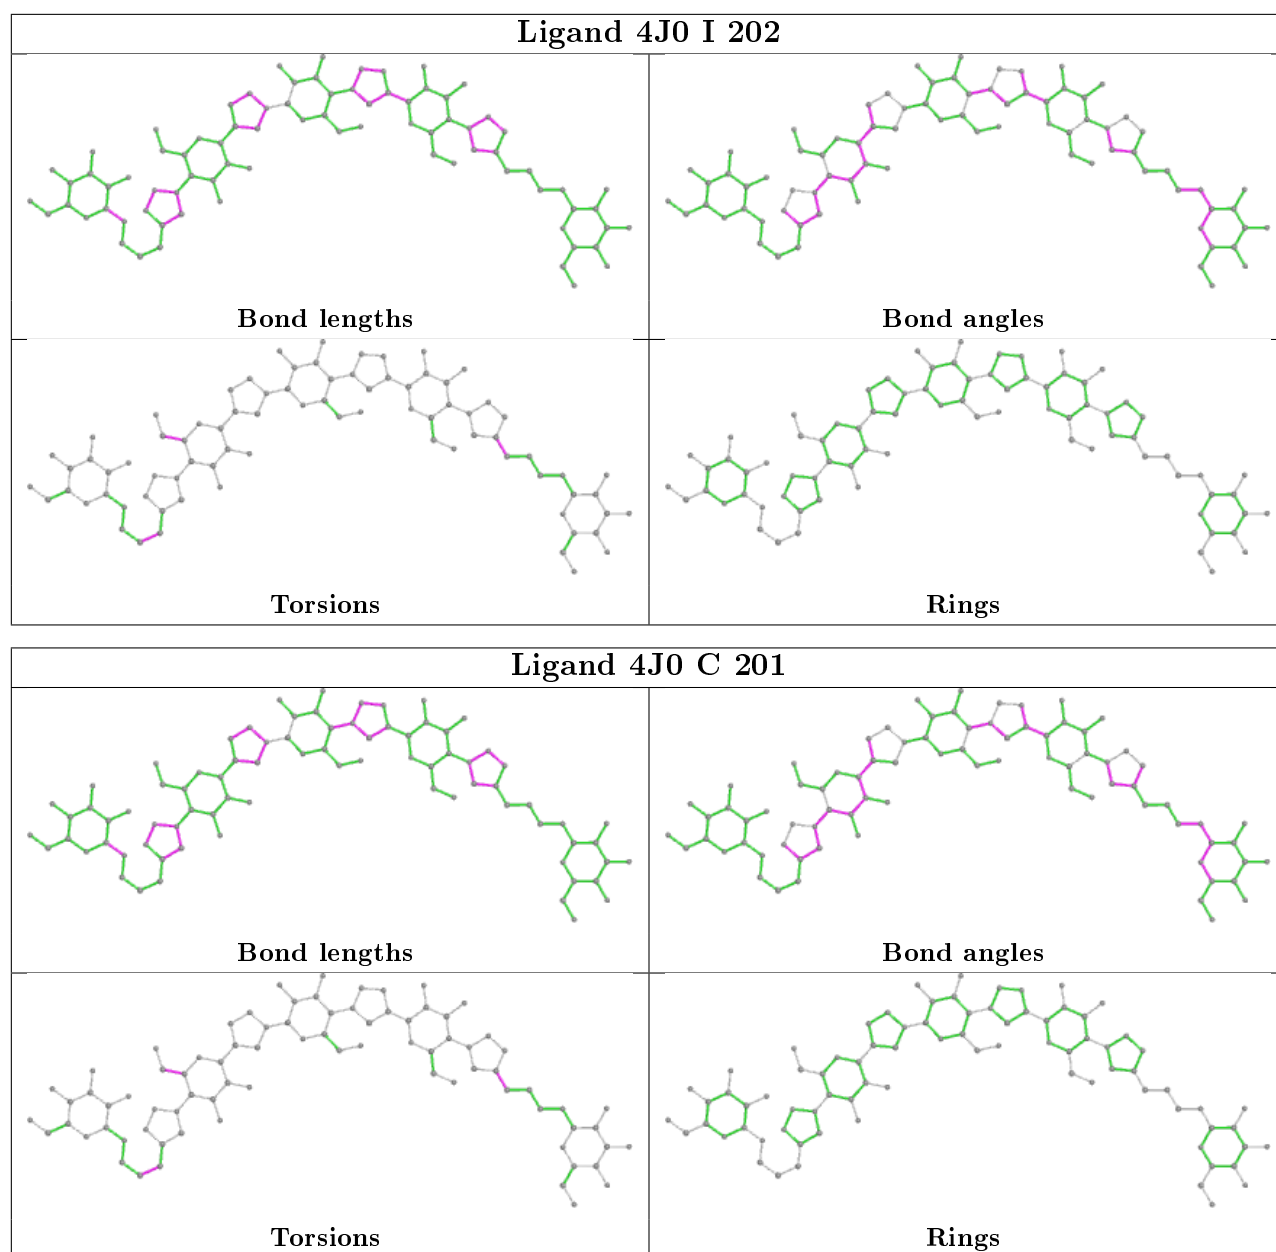 Ligand 4J0 I 202
Bond lengths
Bond angles
Torsions
Rings
Ligand 4J0 C 201
Bond lengths
Bond angles
Torsions
Rings